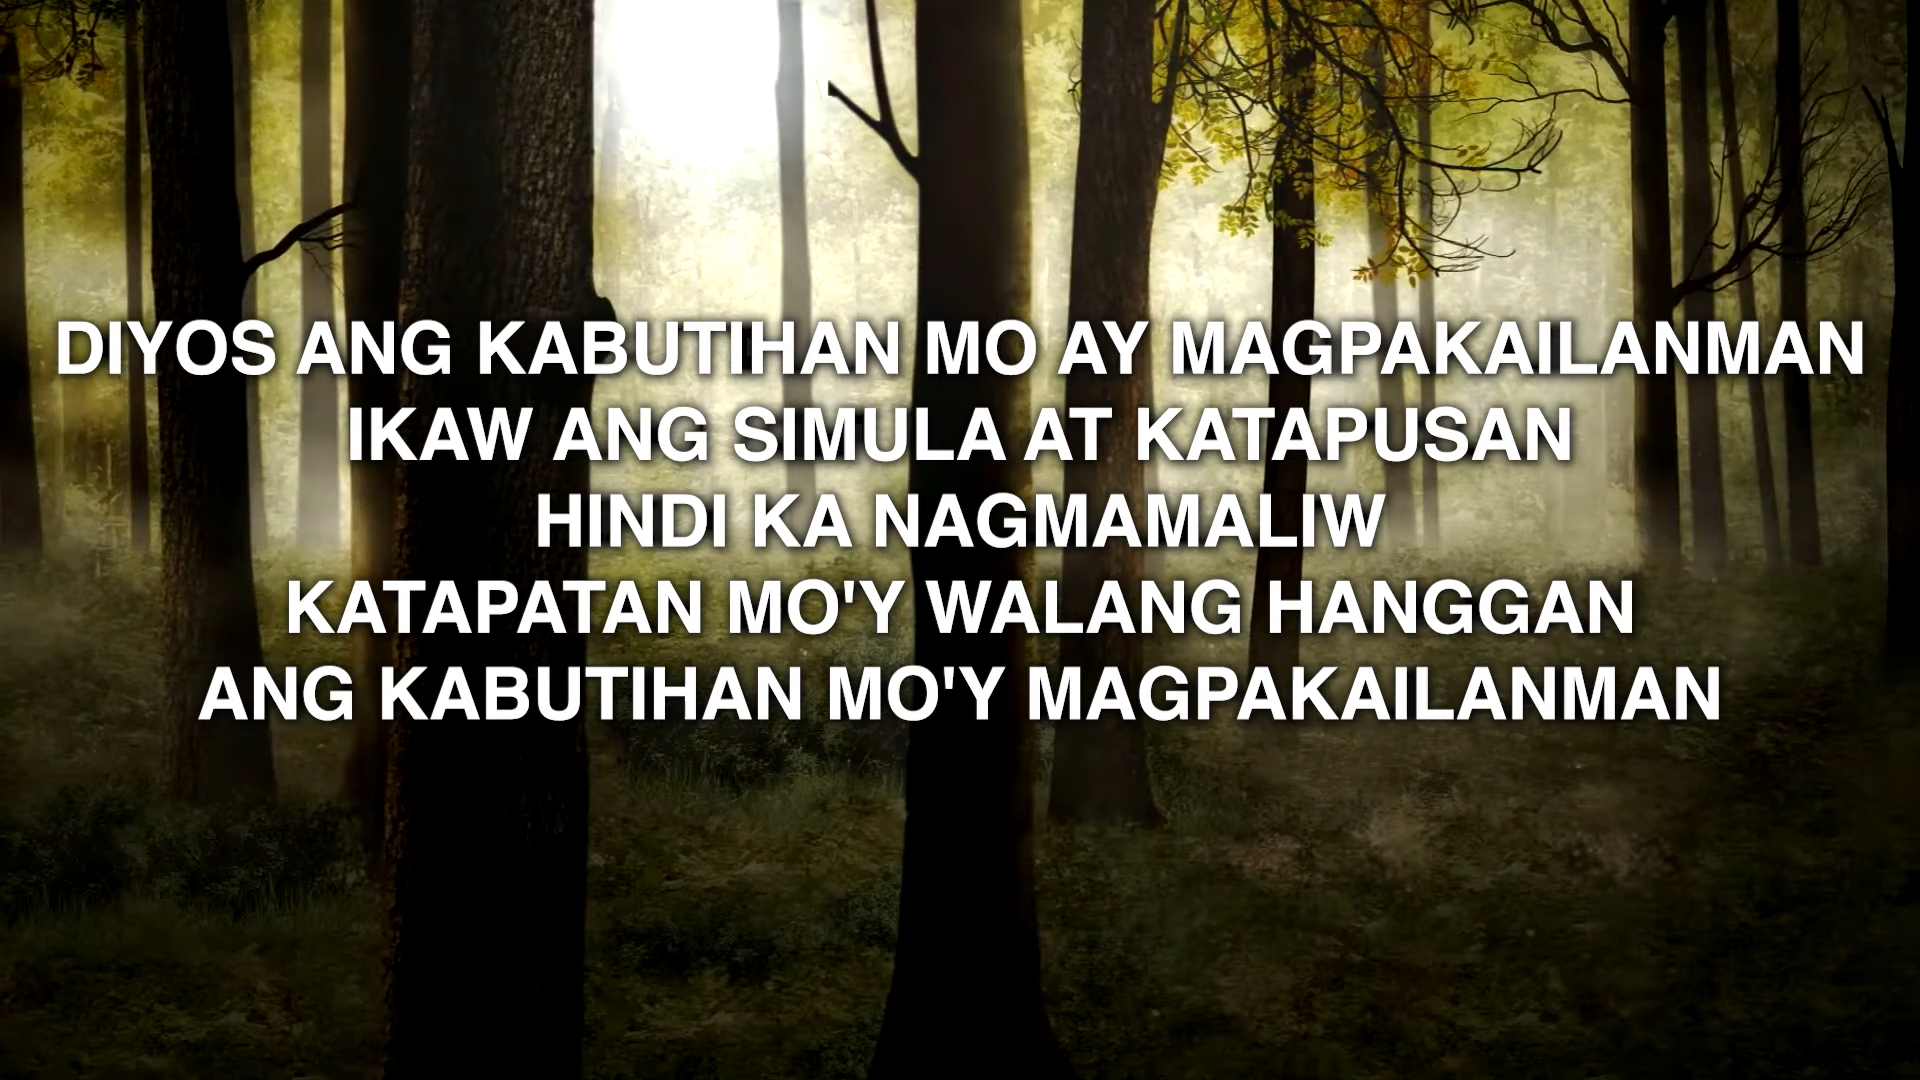 DIYOS ANG KABUTIHAN MO AY MAGPAKAILANMAN
IKAW ANG SIMULA AT KATAPUSAN
HINDI KA NAGMAMALIW
KATAPATAN MO'Y WALANG HANGGAN
ANG KABUTIHAN MO'Y MAGPAKAILANMAN